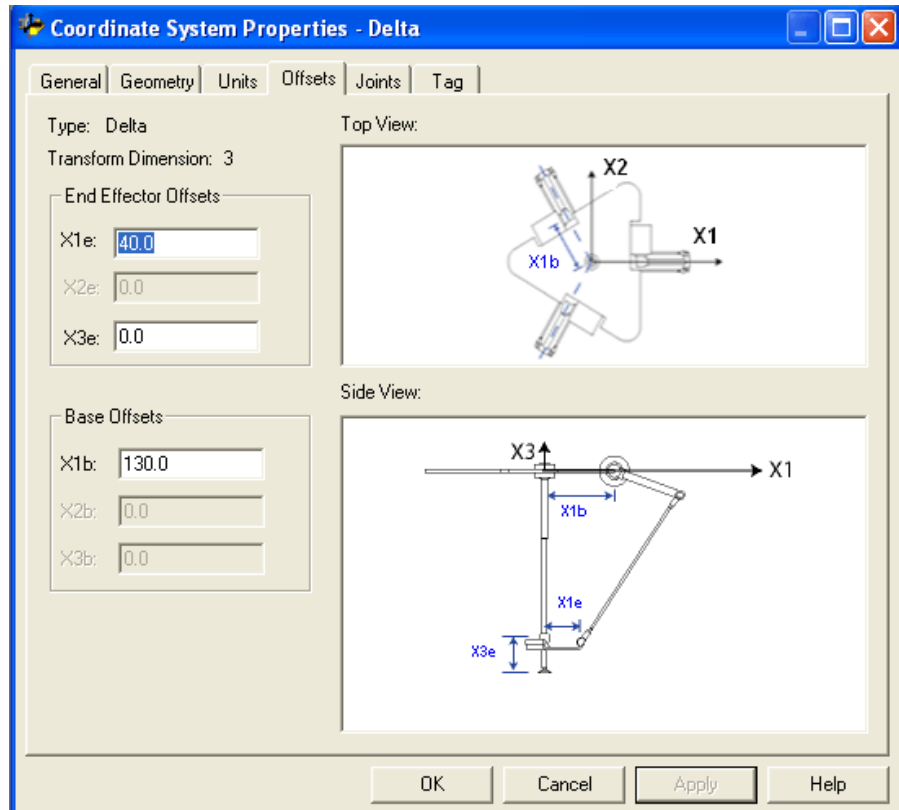 Coordinate System Properties - Delta
General Geometry Units Offsets Joints Tag
Type: Delta
Transform Dimension: 3
End Effector Offsets
X1e: 40.0
X2e: 0.0
X3e: 0.0
Base Offsets
X1b: 130.0
X2b: 0.0
X3b: 0.0
Top View:
X2
X1
X1b
Side View:
X3
X1
X1b
X1e
X3e
OK Cancel Apply Help